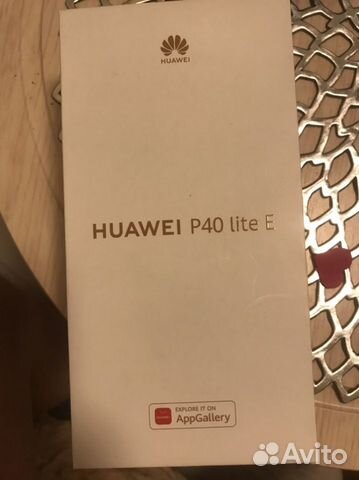 HUAWEI
HUAWEI P40 lite E
EXPLORE IT ON
AppGallery
Avito